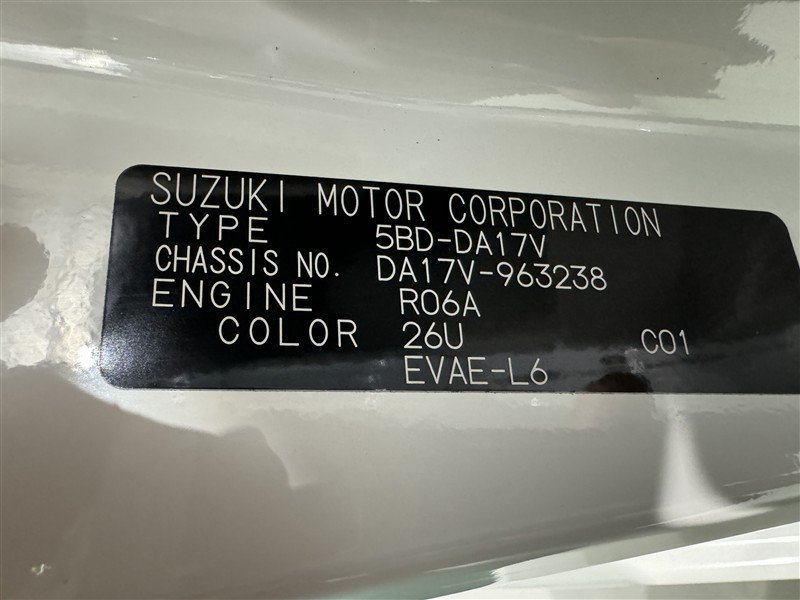 SUZUKI MOTOR CORPORATION
TYPE 5BD-DA17V
CHASSIS NO. DA17V-963238
ENGINE R06A
COLOR 26U C01
EVAE-L6